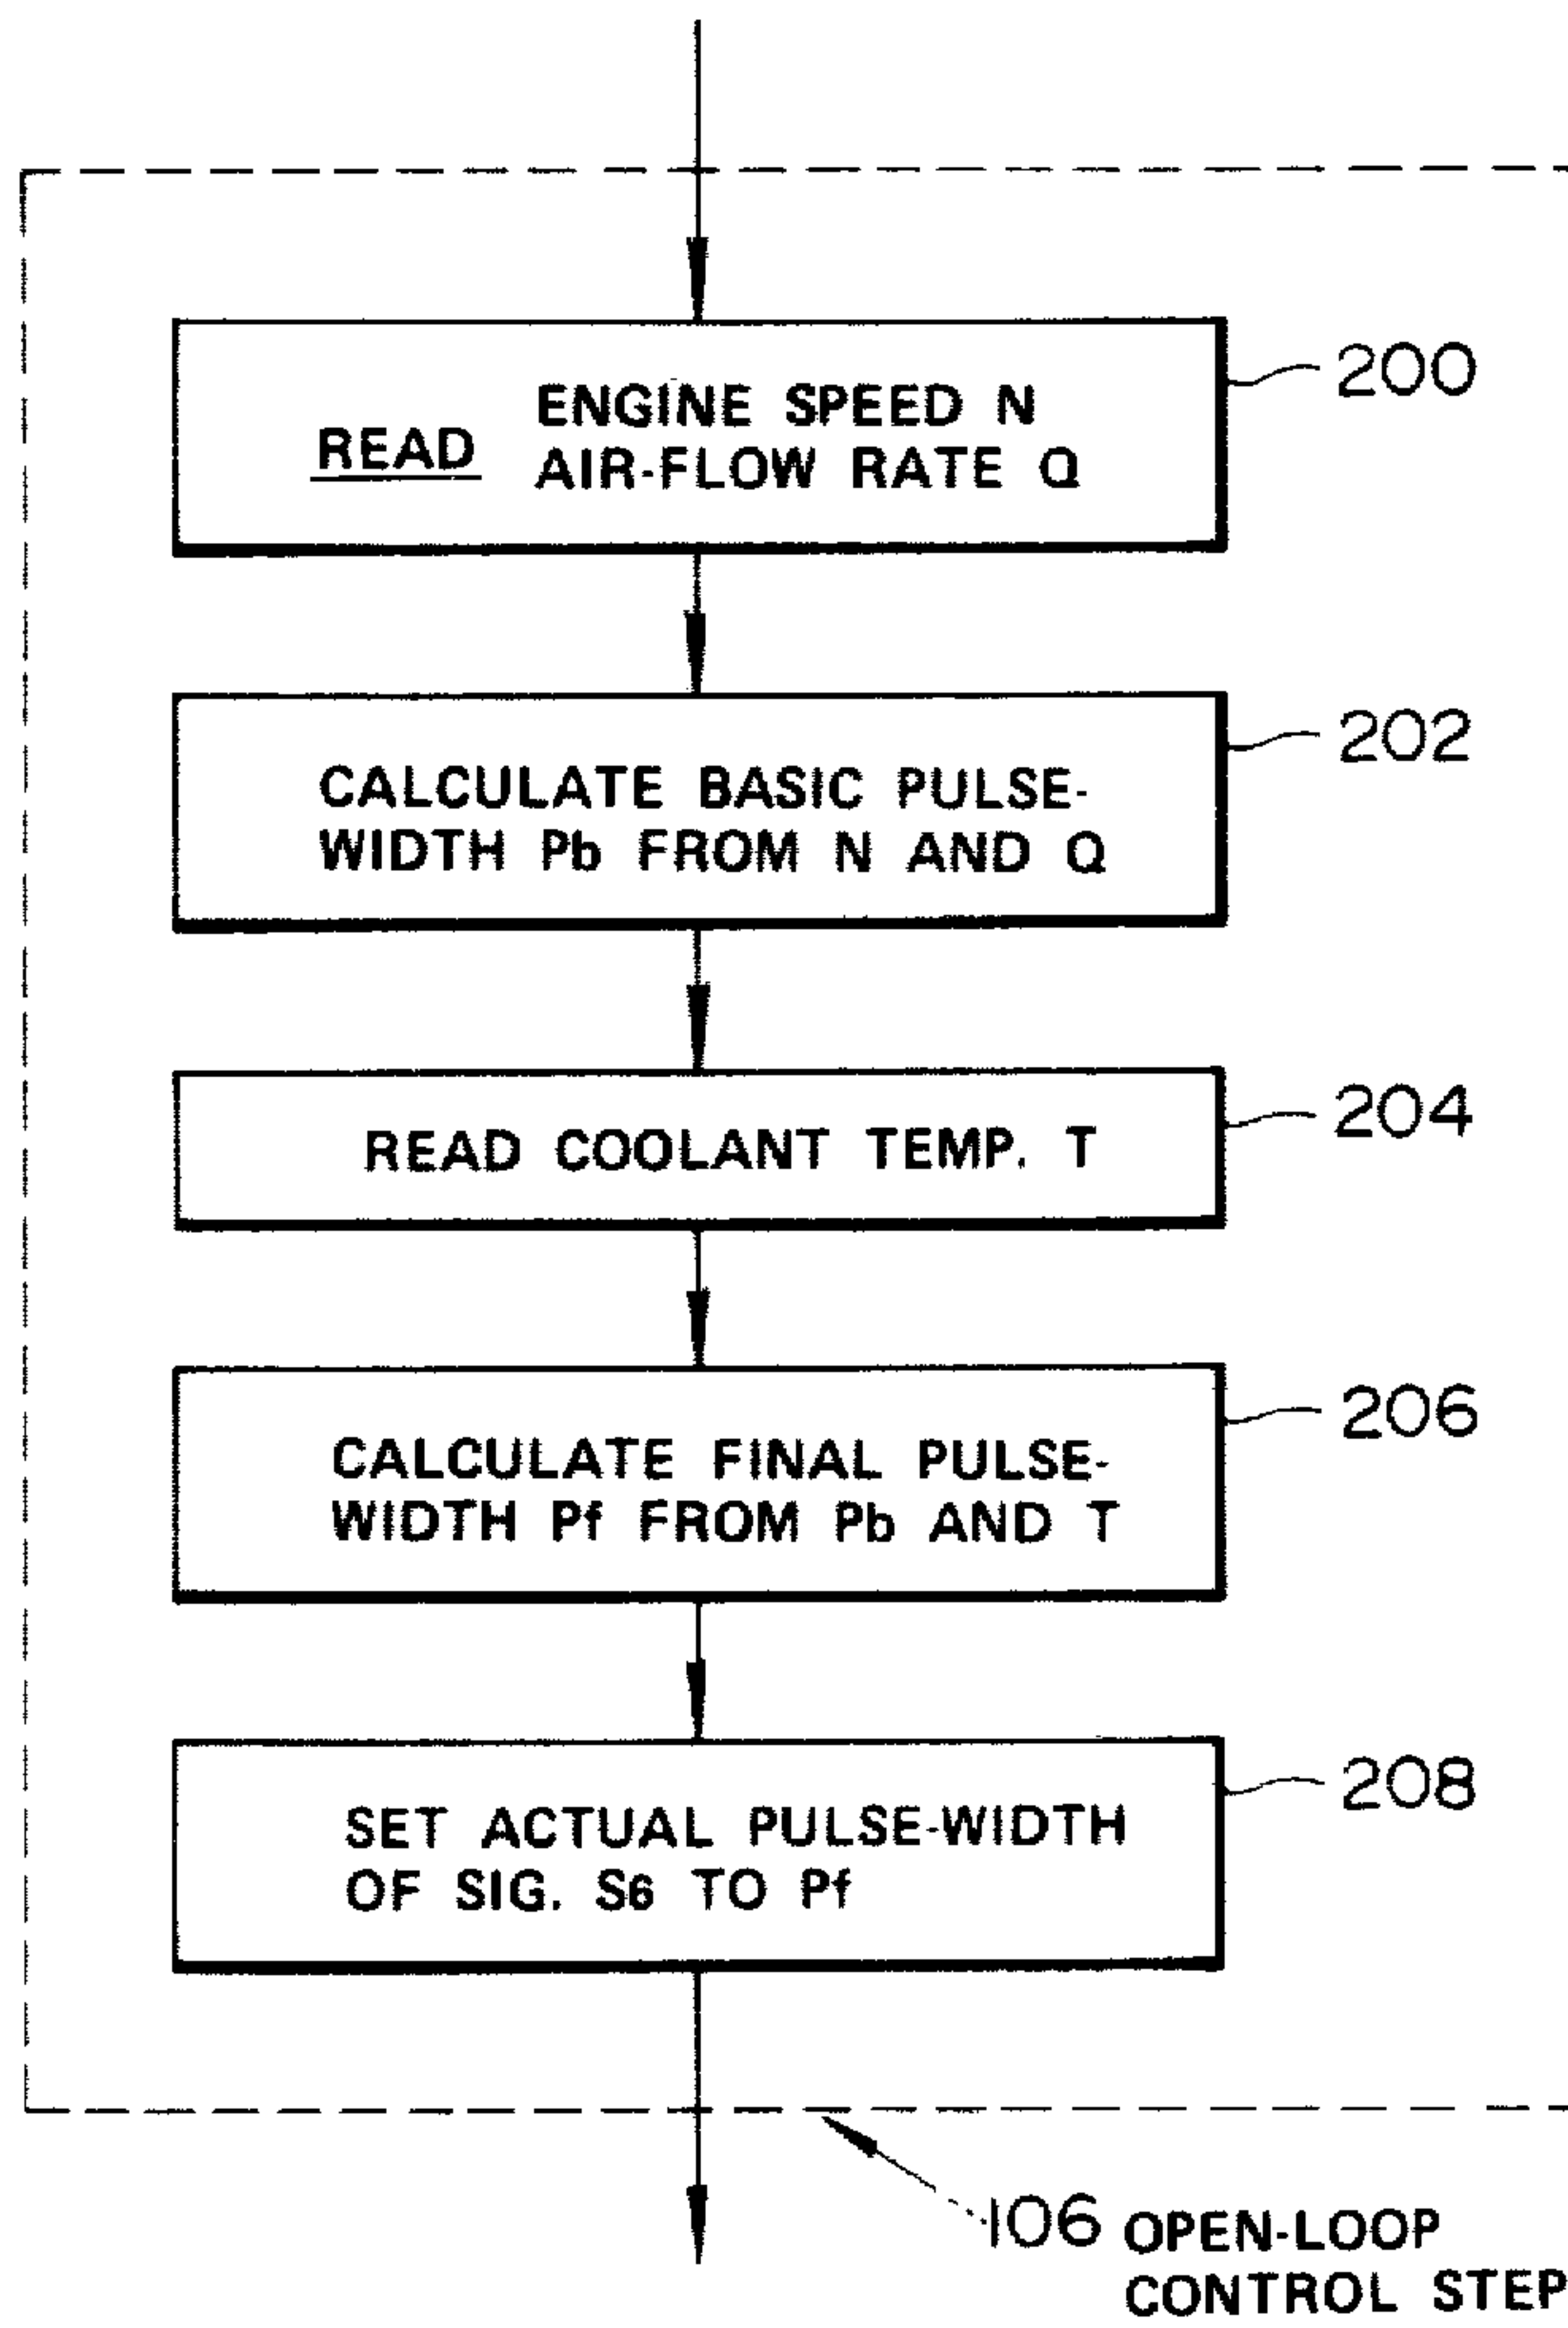 200
ENGINE SPEED N
READ
AIR-FLOW RATE Q
202
CALCULATE BASIC PULSE-
WIDTH Pb FROM N AND Q
204
READ COOLANT TEMP. T
206
CALCULATE FINAL PULSE-
WIDTH Pf FROM Pb AND T
208
SET ACTUAL PULSE-WIDTH
OF SIG. S6 TO Pf
106 OPEN-LOOP
CONTROL STEP